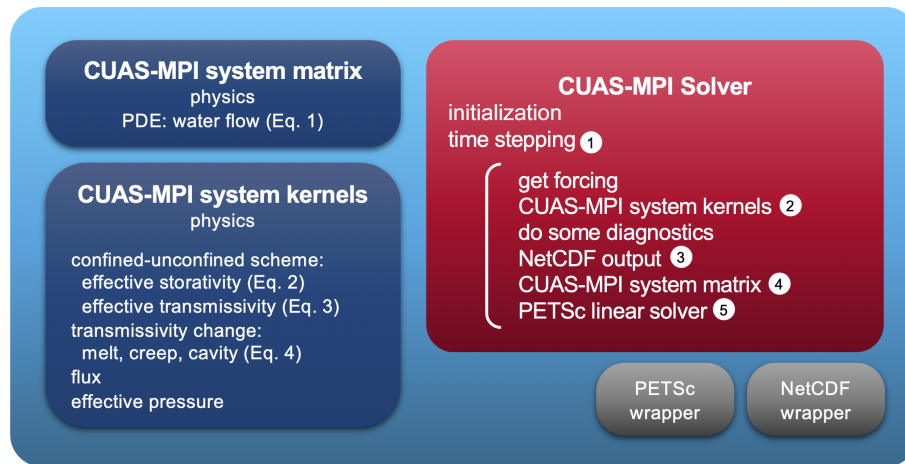 CUAS-MPI system matrix
physics
PDE: water flow (Eq. 1)
CUAS-MPI system kernels
physics
confined-unconfined scheme:
effective storativity (Eq. 2)
effective transmissivity (Eq. 3)
transmissivity change:
melt, creep, cavity (Eq. 4)
flux
effective pressure
CUAS-MPI Solver
initialization
time stepping 1
get forcing
CUAS-MPI system kernels 2
do some diagnostics
NetCDF output 3
CUAS-MPI system matrix 4
PETSc linear solver 5
PETSc
wrapper
NetCDF
wrapper